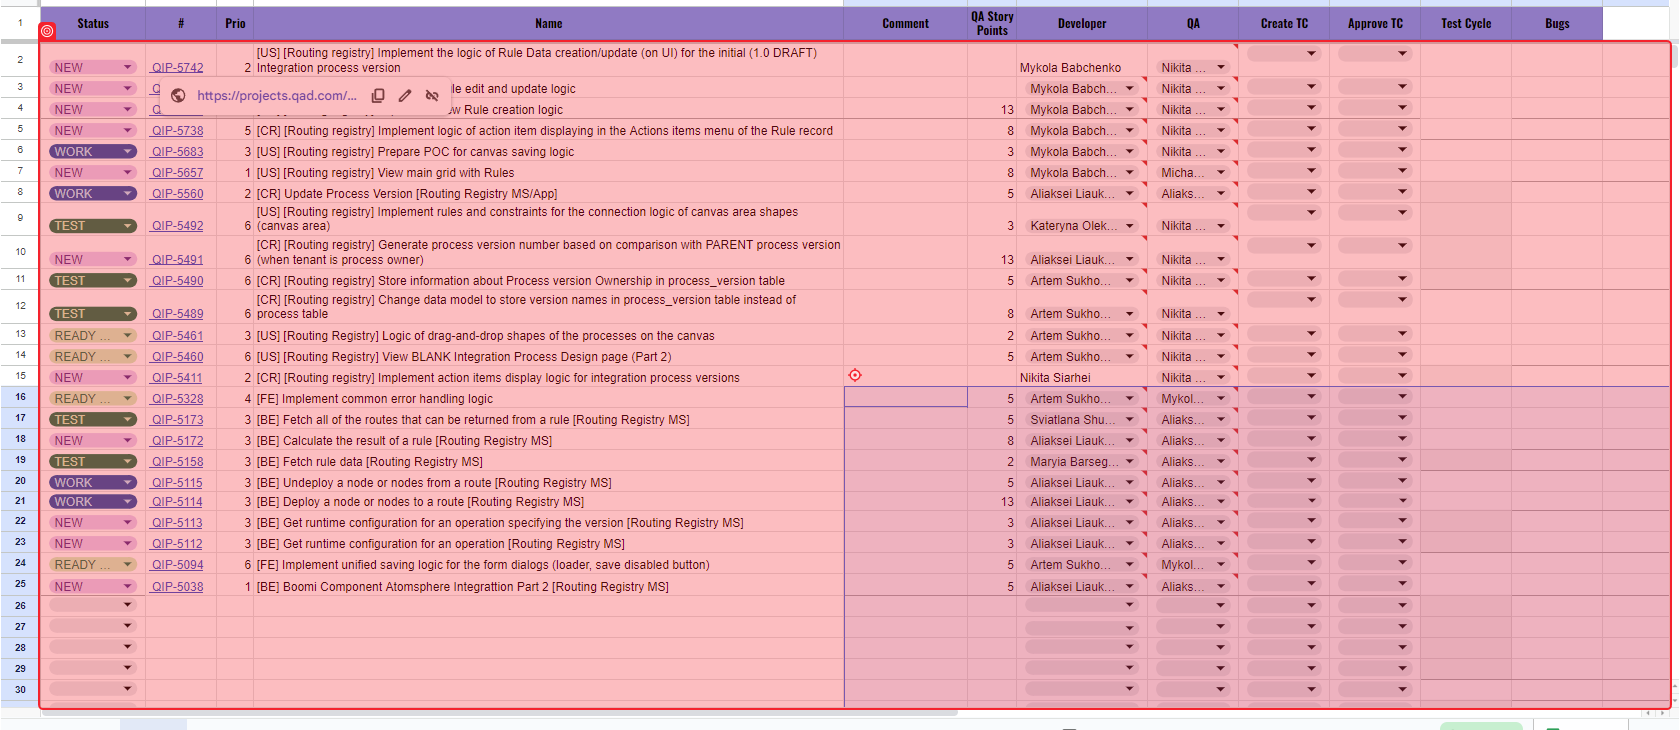 1 Status # Prio Name Comment QA Story Points Developer QA Create TC Approve TC Test Cycle Bugs
2 NEW QIP-5742 2 [US] [Routing registry] Implement the logic of Rule Data creation/update (on UI) for the initial (1.0 DRAFT)
Integration process version Mykola Babchenko Nikita ...
3 NEW le edit and update logic Mykola Babch... Nikita ...
https://projects.qad.com/...
4 NEW w Rule creation logic 13 Mykola Babch... Nikita ...
5 NEW QIP-5738 5 [CR] [Routing registry] Implement logic of action item displaying in the Actions items menu of the Rule record 8 Mykola Babch... Nikita ...
6 WORK QIP-5683 3 [US] [Routing registry] Prepare POC for canvas saving logic 3 Mykola Babch... Nikita ...
7 NEW QIP-5657 1 [US] [Routing registry] View main grid with Rules 8 Mykola Babch... Micha...
8 WORK QIP-5560 2 [CR] Update Process Version [Routing Registry MS/App] 5 Aliaksei Liauk... Aliaks...
9 TEST QIP-5492 6 [US] [Routing registry] Implement rules and constraints for the connection logic of canvas area shapes
(canvas area) 3 Kateryna Olek... Nikita ...
10 NEW QIP-5491 6 [CR] [Routing registry] Generate process version number based on comparison with PARENT process version
(when tenant is process owner) 13 Aliaksei Liauk... Nikita ...
11 TEST QIP-5490 6 [CR] [Routing registry] Store information about Process version Ownership in process_version table 5 Artem Sukho... Nikita ...
12 TEST QIP-5489 6 [CR] [Routing registry] Change data model to store version names in process_version table instead of
process table 8 Artem Sukho... Nikita ...
13 READY ... QIP-5461 3 [US] [Routing Registry] Logic of drag-and-drop shapes of the processes on the canvas 2 Artem Sukho... Nikita ...
14 READY ... QIP-5460 6 [US] [Routing Registry] View BLANK Integration Process Design page (Part 2) 5 Artem Sukho... Nikita ...
15 NEW QIP-5411 2 [CR] [Routing registry] Implement action items display logic for integration process versions Nikita Siarhei Nikita ...
16 READY ... QIP-5328 4 [FE] Implement common error handling logic 5 Artem Sukho... Mykol...
17 TEST QIP-5173 3 [BE] Fetch all of the routes that can be returned from a rule [Routing Registry MS] 5 Sviatlana Shu... Aliaks...
18 NEW QIP-5172 3 [BE] Calculate the result of a rule [Routing Registry MS] 8 Aliaksei Liauk... Aliaks...
19 TEST QIP-5158 3 [BE] Fetch rule data [Routing Registry MS] 2 Maryia Barseg... Aliaks...
20 WORK QIP-5115 3 [BE] Undeploy a node or nodes from a route [Routing Registry MS] 5 Aliaksei Liauk... Aliaks...
21 WORK QIP-5114 3 [BE] Deploy a node or nodes to a route [Routing Registry MS] 13 Aliaksei Liauk... Aliaks...
22 NEW QIP-5113 3 [BE] Get runtime configuration for an operation specifying the version [Routing Registry MS] 3 Aliaksei Liauk... Aliaks...
23 NEW QIP-5112 3 [BE] Get runtime configuration for an operation [Routing Registry MS] 3 Aliaksei Liauk... Aliaks...
24 READY ... QIP-5094 6 [FE] Implement unified saving logic for the form dialogs (loader, save disabled button) 5 Artem Sukho... Mykol...
25 NEW QIP-5038 1 [BE] Boomi Component Atomsphere Integrattion Part 2 [Routing Registry MS] 5 Aliaksei Liauk... Aliaks...
26
27
28
29
30